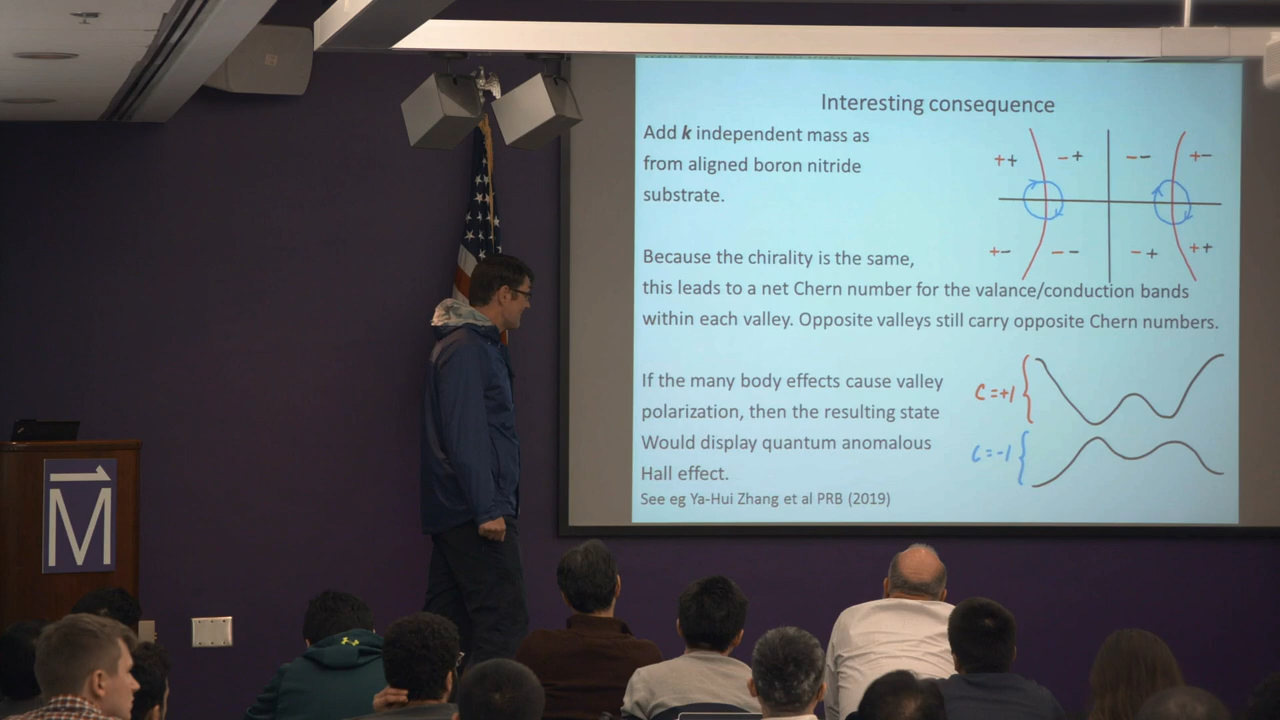 Interesting consequence
Add k independent mass as
from aligned boron nitride
substrate.
++ -+ -- +-
+- -- -+ ++
Because the chirality is the same,
this leads to a net Chern number for the valance/conduction bands
within each valley. Opposite valleys still carry opposite Chern numbers.
If the many body effects cause valley
polarization, then the resulting state
Would display quantum anomalous
Hall effect.
See eg Ya-Hui Zhang et al PRB (2019)
C=+1
C=-1
M